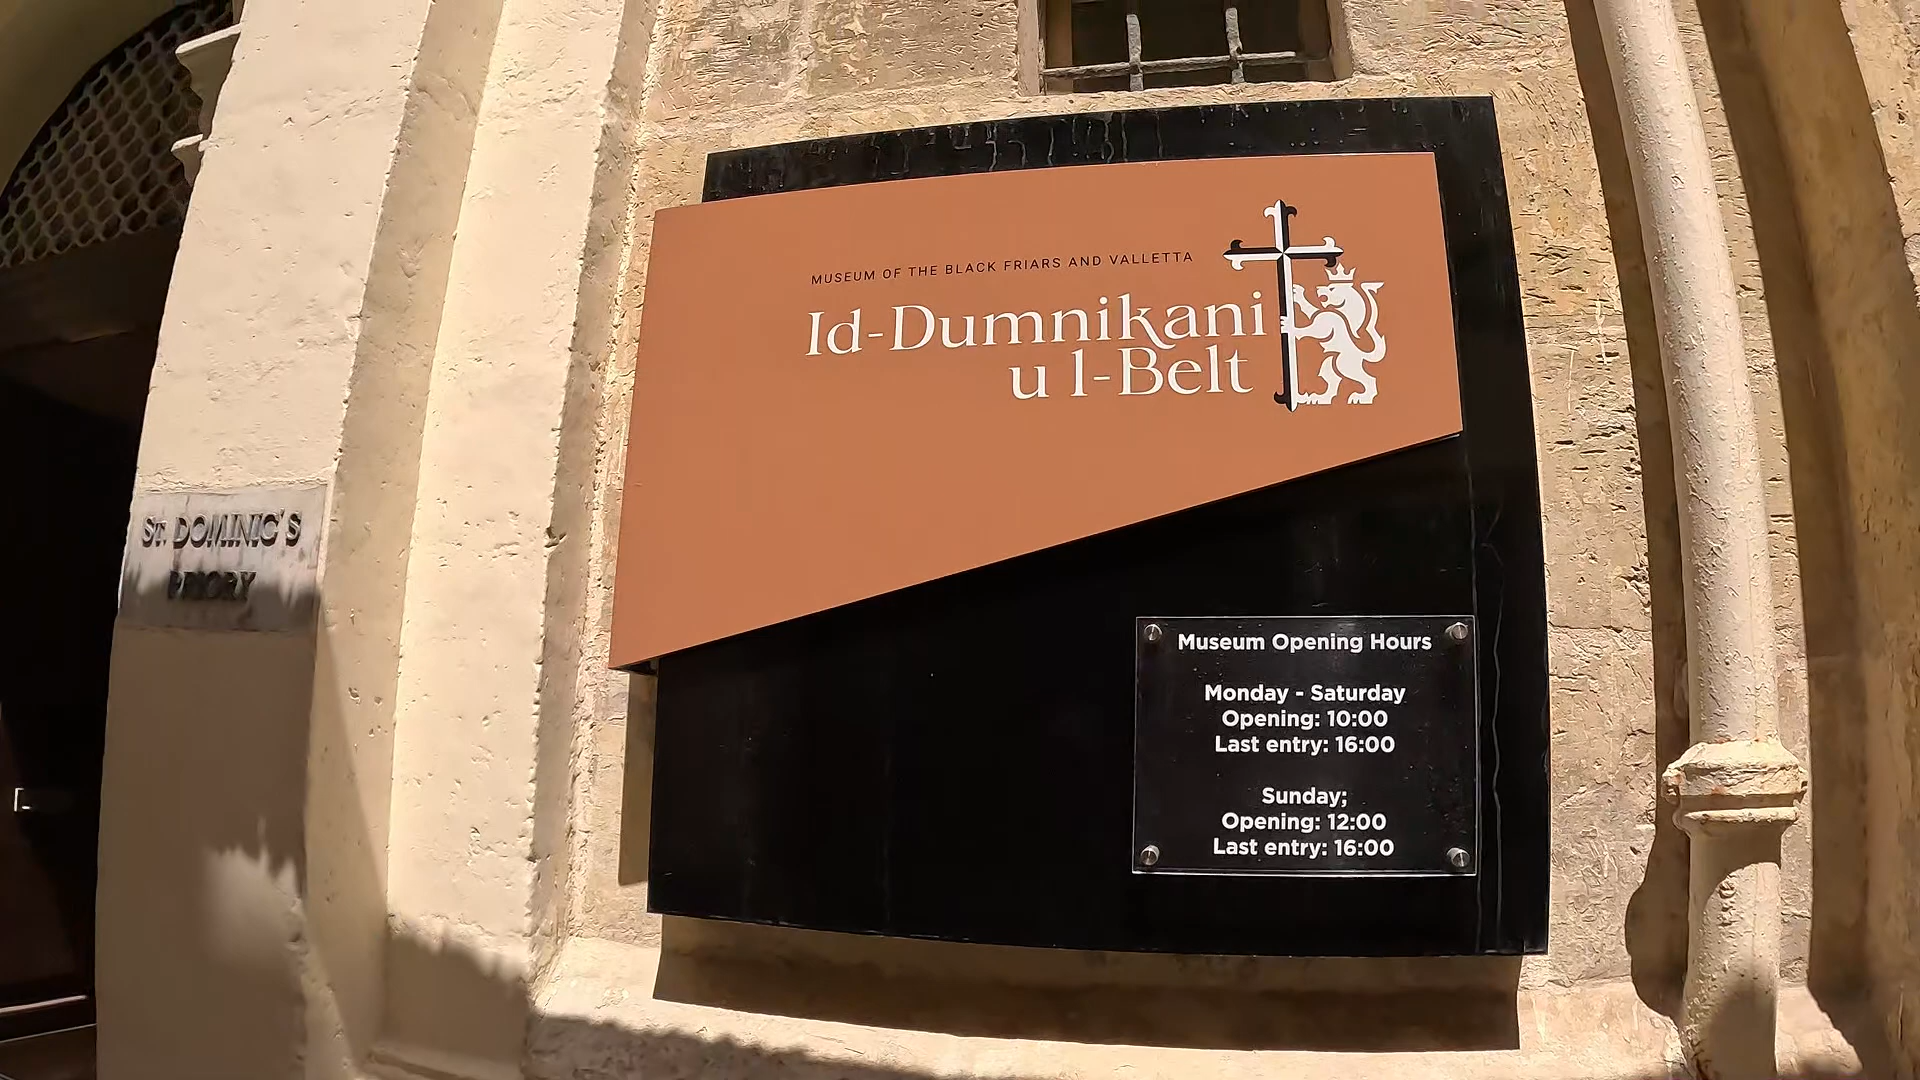 St. DOMINIC'S
PRIORY
MUSEUM OF THE BLACK FRIARS AND VALLETTA
Id-Dumnikani
u l-Belt
Museum Opening Hours
Monday - Saturday
Opening: 10:00
Last entry: 16:00
Sunday;
Opening: 12:00
Last entry: 16:00